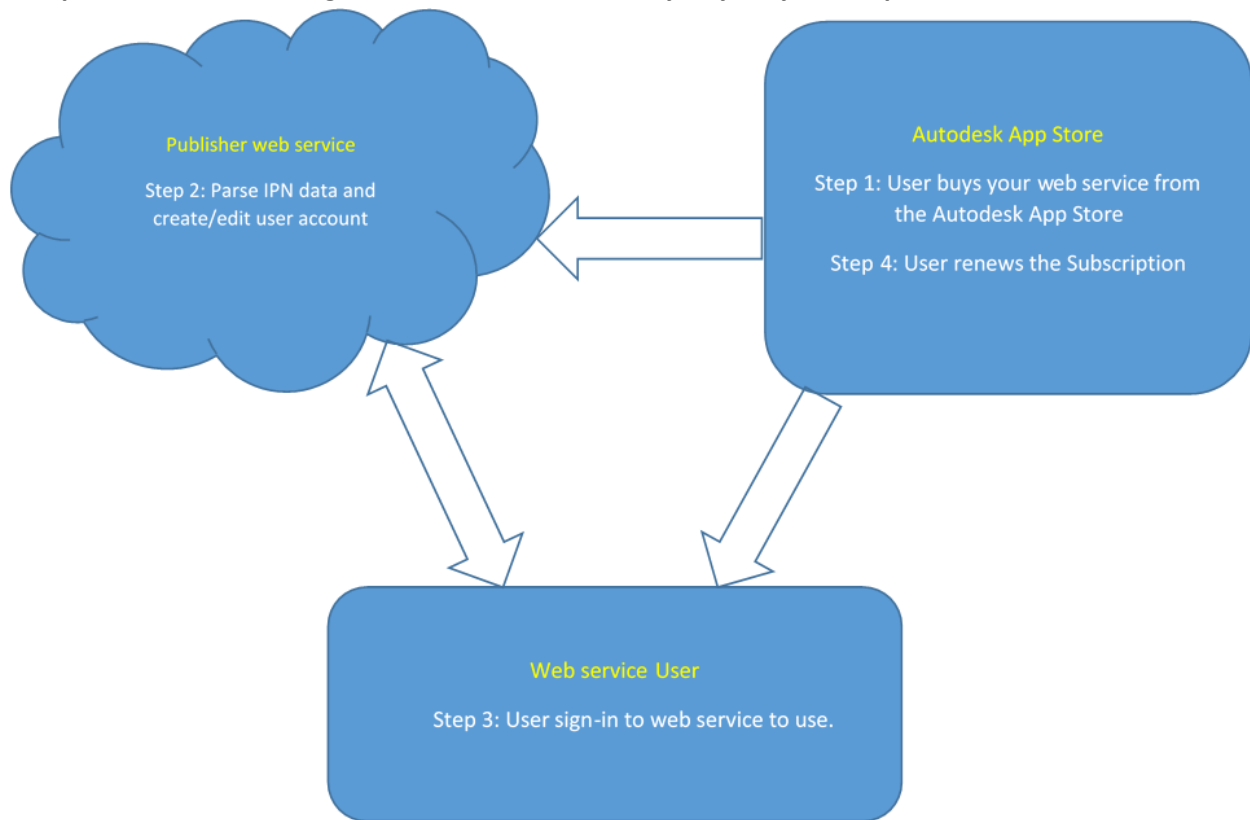 Publisher web service
Step 2: Parse IPN data and
create/edit user account
Autodesk App Store
Step 1: User buys your web service from
the Autodesk App Store
Step 4: User renews the Subscription
Web service User
Step 3: User sign-in to web service to use.